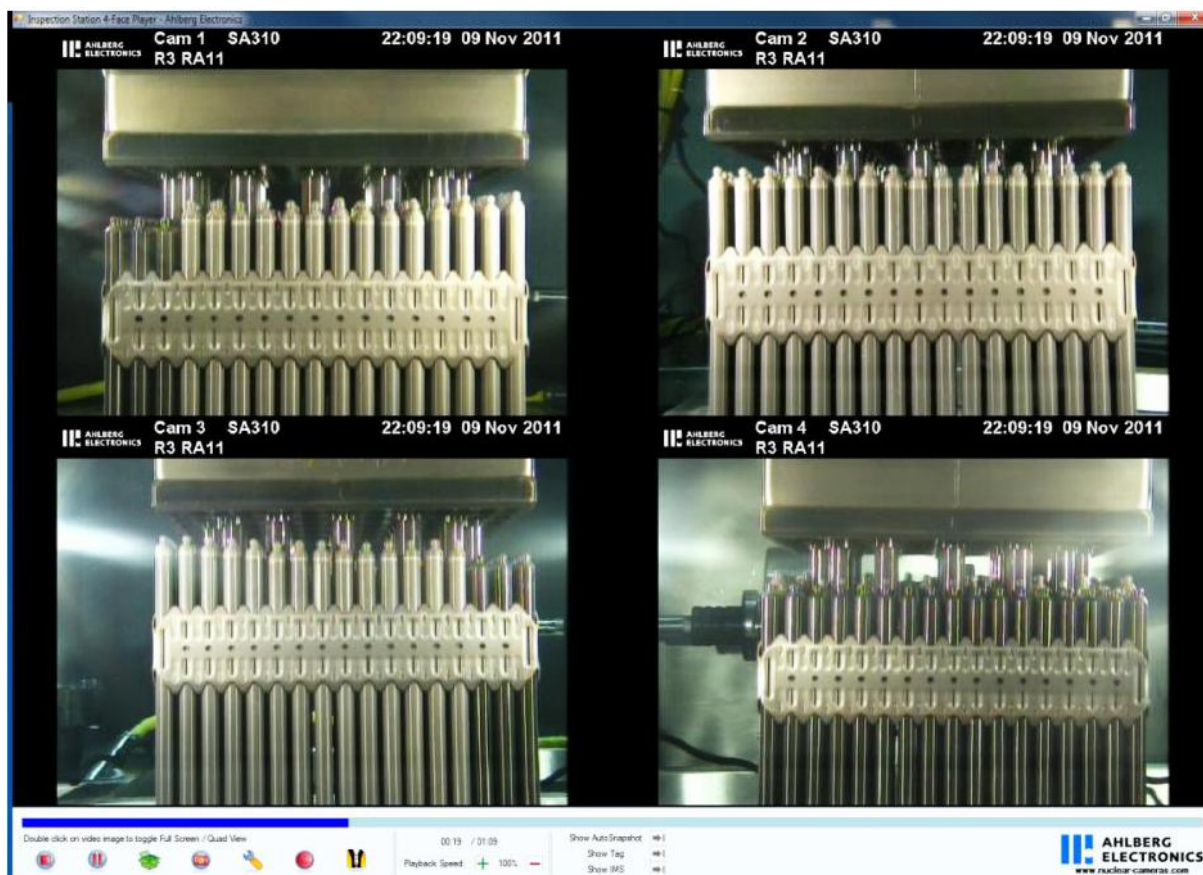 Inspection Station 4-Face Player - Ahlberg Electronics
AHLBERG
ELECTRONICS
Cam 1 SA310 22:09:19 09 Nov 2011
R3 RA11
AHLBERG
ELECTRONICS
Cam 2 SA310 22:09:19 09 Nov 2011
R3 RA11
AHLBERG
ELECTRONICS
Cam 3 SA310 22:09:19 09 Nov 2011
R3 RA11
AHLBERG
ELECTRONICS
Cam 4 SA310 22:09:19 09 Nov 2011
R3 RA11
Double click on video image to toggle Full Screen / Quad View
00:19 / 01:09
Playback Speed 100%
Show AutoSnapshot
Show Tag
Show IMS
AHLBERG
ELECTRONICS
www.nuclear-cameras.com